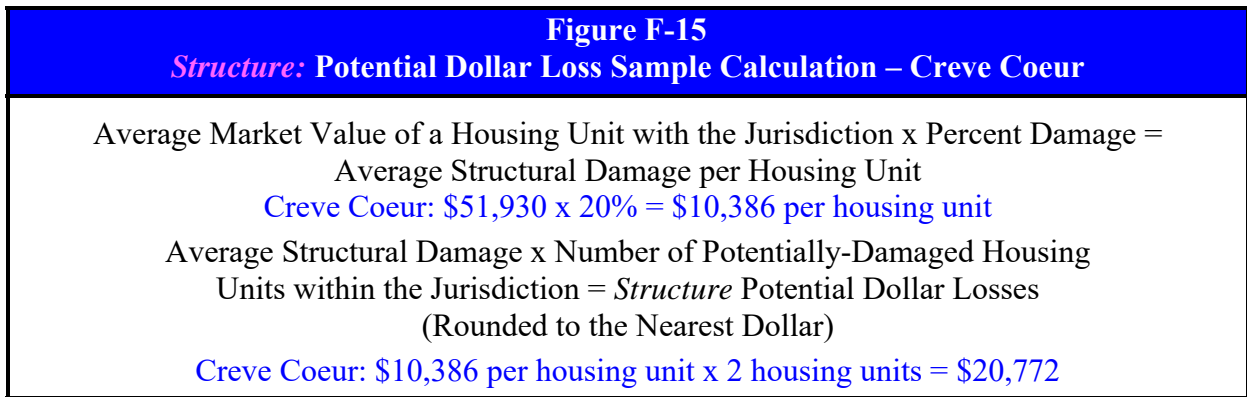 Figure F-15
Structure: Potential Dollar Loss Sample Calculation – Creve Coeur
Average Market Value of a Housing Unit with the Jurisdiction x Percent Damage =
Average Structural Damage per Housing Unit
Creve Coeur: $51,930 x 20% = $10,386 per housing unit
Average Structural Damage x Number of Potentially-Damaged Housing
Units within the Jurisdiction = Structure Potential Dollar Losses
(Rounded to the Nearest Dollar)
Creve Coeur: $10,386 per housing unit x 2 housing units = $20,772